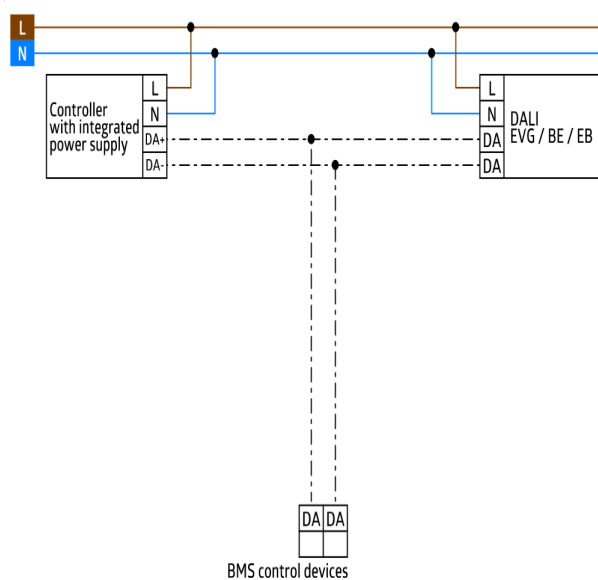 L
N
Controller
with integrated
power supply
L
N
DA+
DA-
L
N
DA
DA
DALI
EVG / BE / EB
DA DA
BMS control devices